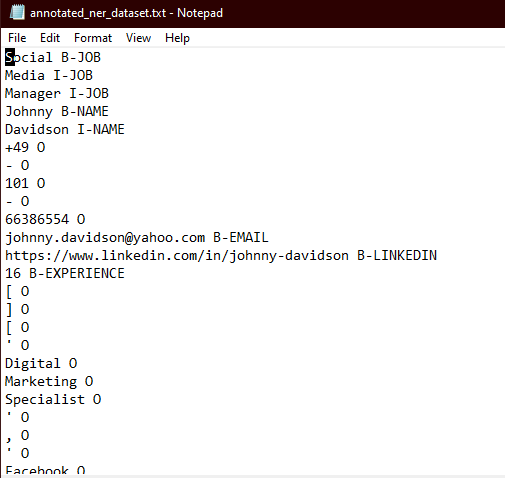 annotated_ner_dataset.txt - Notepad
File Edit Format View Help
Social B-JOB
Media I-JOB
Manager I-JOB
Johnny B-NAME
Davidson I-NAME
+49 O
- O
101 O
- O
66386554 O
johnny.davidson@yahoo.com B-EMAIL
https://www.linkedin.com/in/johnny-davidson B-LINKEDIN
16 B-EXPERIENCE
[ O
] O
[ O
' O
Digital O
Marketing O
Specialist O
' O
, O
' O
Facebook O